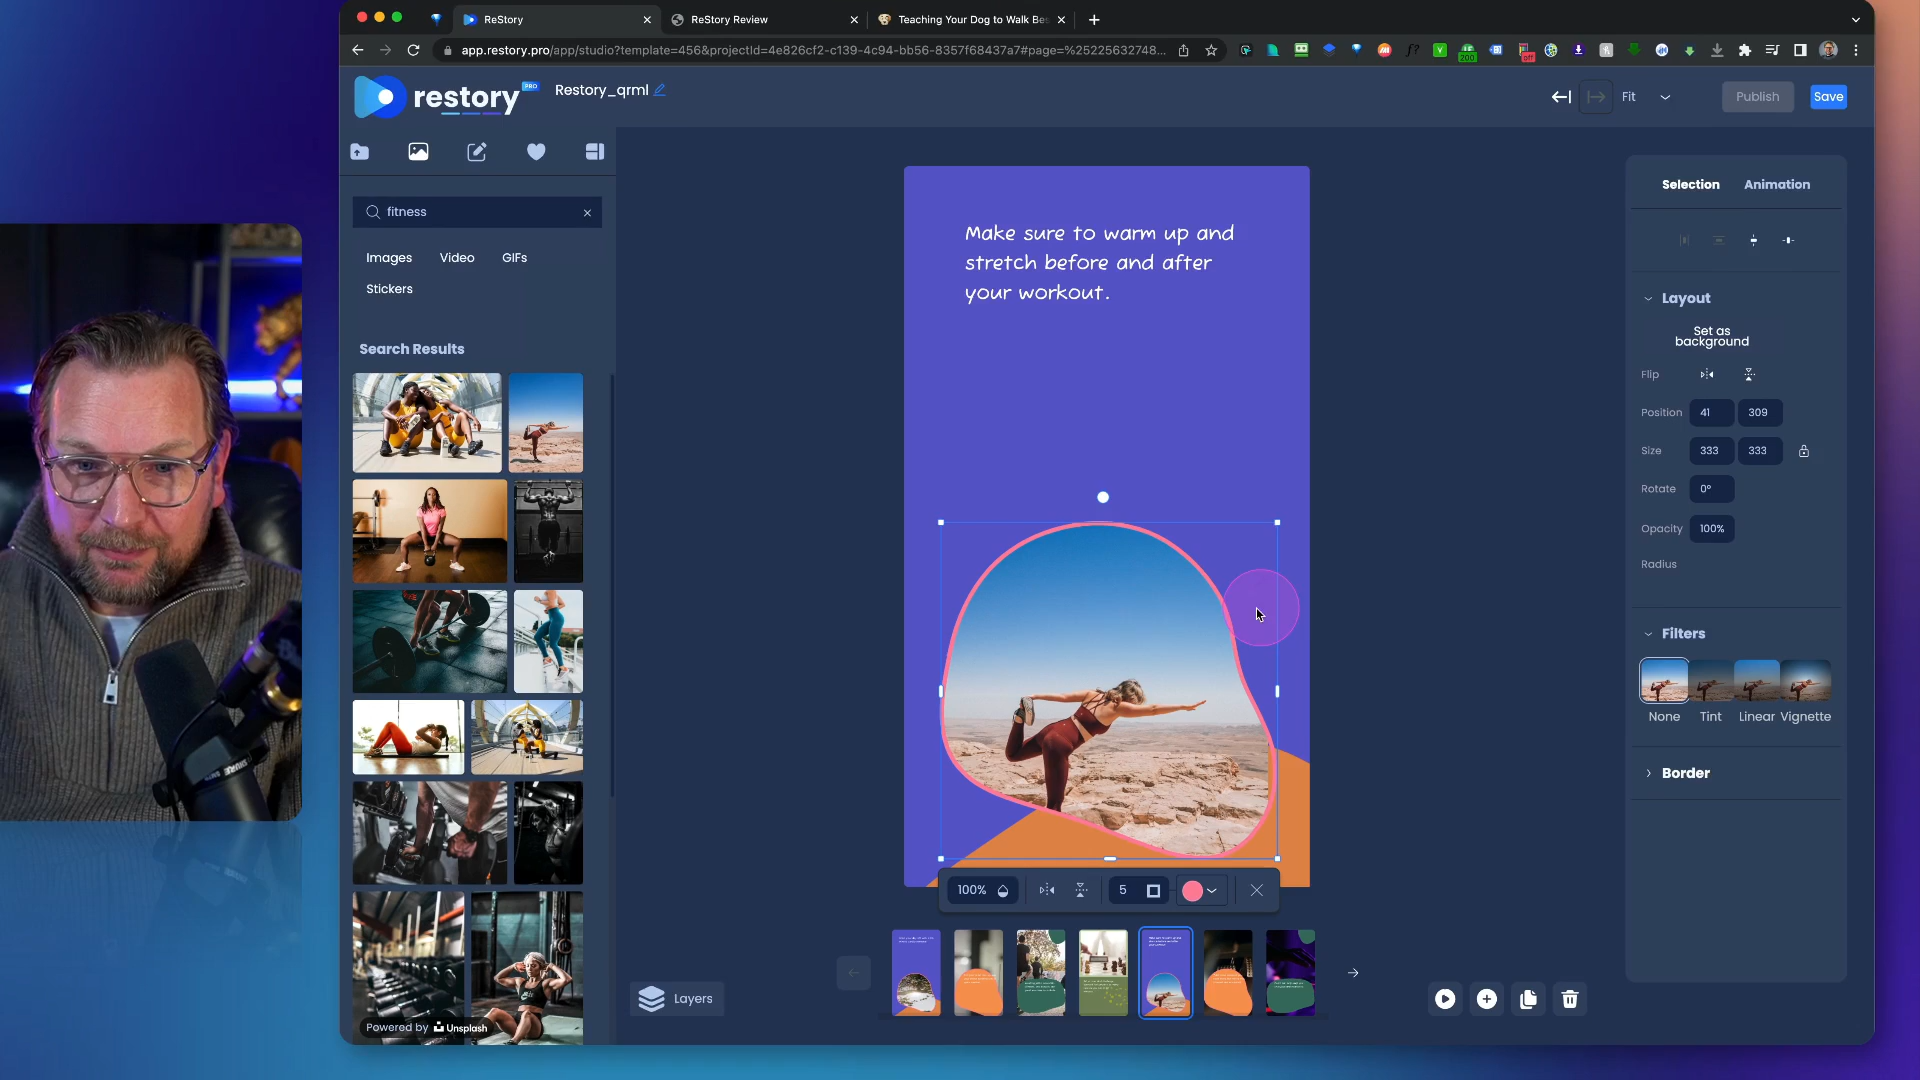 ReStory
ReStory Review
Teaching Your Dog to Walk Bes
app.restory.pro/app/studio?template=456&projectId=4e826cf2-c139-4c94-bb56-8357f68437a7#page=%25225632748...
restory PRO
Restory_qrml
Fit
Publish
Save
fitness
Images
Video
GIFs
Stickers
Search Results
Powered by Unsplash
Make sure to warm up and
stretch before and after
your workout.
100%
5
Layers
Selection
Animation
Layout
Set as
background
Flip
Position
41
309
Size
333
333
Rotate
0°
Opacity
100%
Radius
Filters
None
Tint
Linear
Vignette
Border